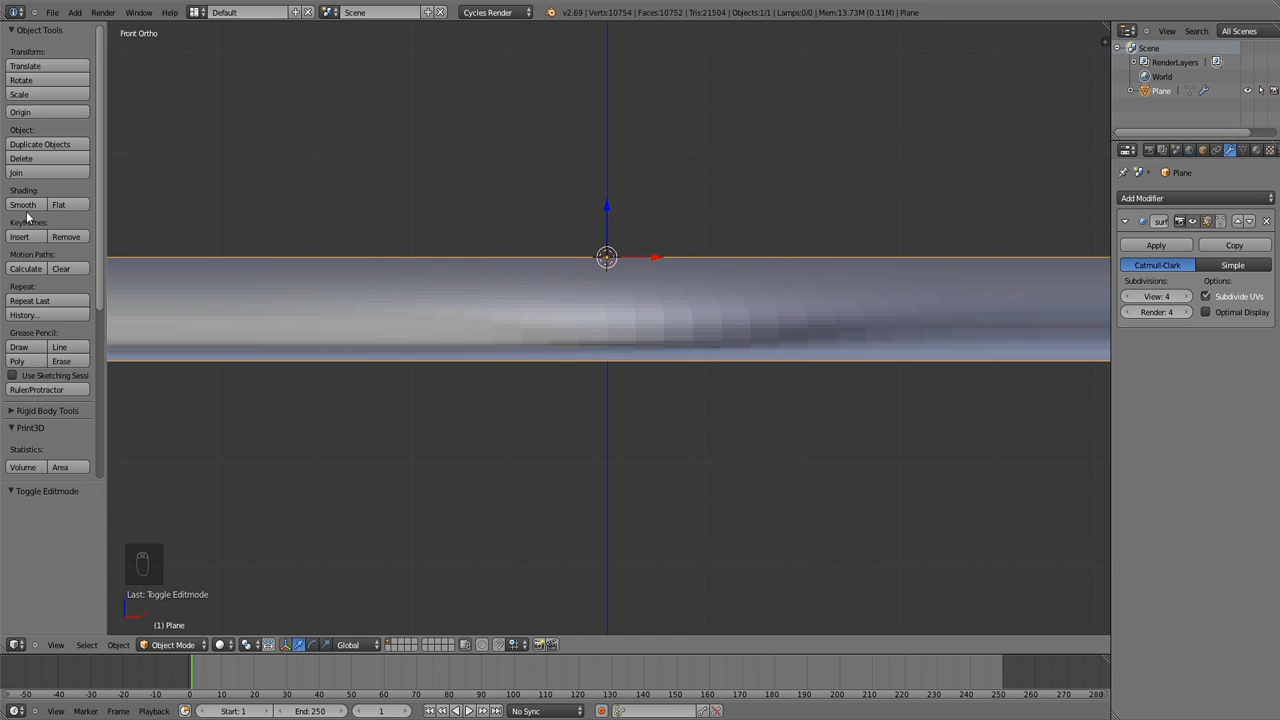 File Add Render Window Help Default Scene Cycles Render v2.69 | Verts:10754 | Faces:10752 | Tris:21504 | Objects:1/1 | Lamps:0/0 | Mem:13.73M (0.11M) | Plane
Object Tools
Transform:
Translate
Rotate
Scale
Origin
Object:
Duplicate Objects
Delete
Join
Shading:
Smooth Flat
Keyframes:
Insert Remove
Motion Paths:
Calculate Clear
Repeat:
Repeat Last
History...
Grease Pencil:
Draw Line
Poly Erase
Use Sketching Sessi
Ruler/Protractor
Rigid Body Tools
Print3D
Statistics:
Volume Area
Toggle Editmode
Front Ortho
Last: Toggle Editmode
(1) Plane
View Search All Scenes
Scene
RenderLayers |
World
Plane |
Plane
Add Modifier
surf
Apply Copy
Catmull-Clark Simple
Subdivisions: Options:
View: 4 Subdivide UVs
Render: 4 Optimal Display
View Select Object Object Mode Global
-50 -40 -30 -20 -10 0 10 20 30 40 50 60 70 80 90 100 110 120 130 140 150 160 170 180 190 200 210 220 230 240 250 260 270 280
View Marker Frame Playback Start: 1 End: 250 1 No Sync